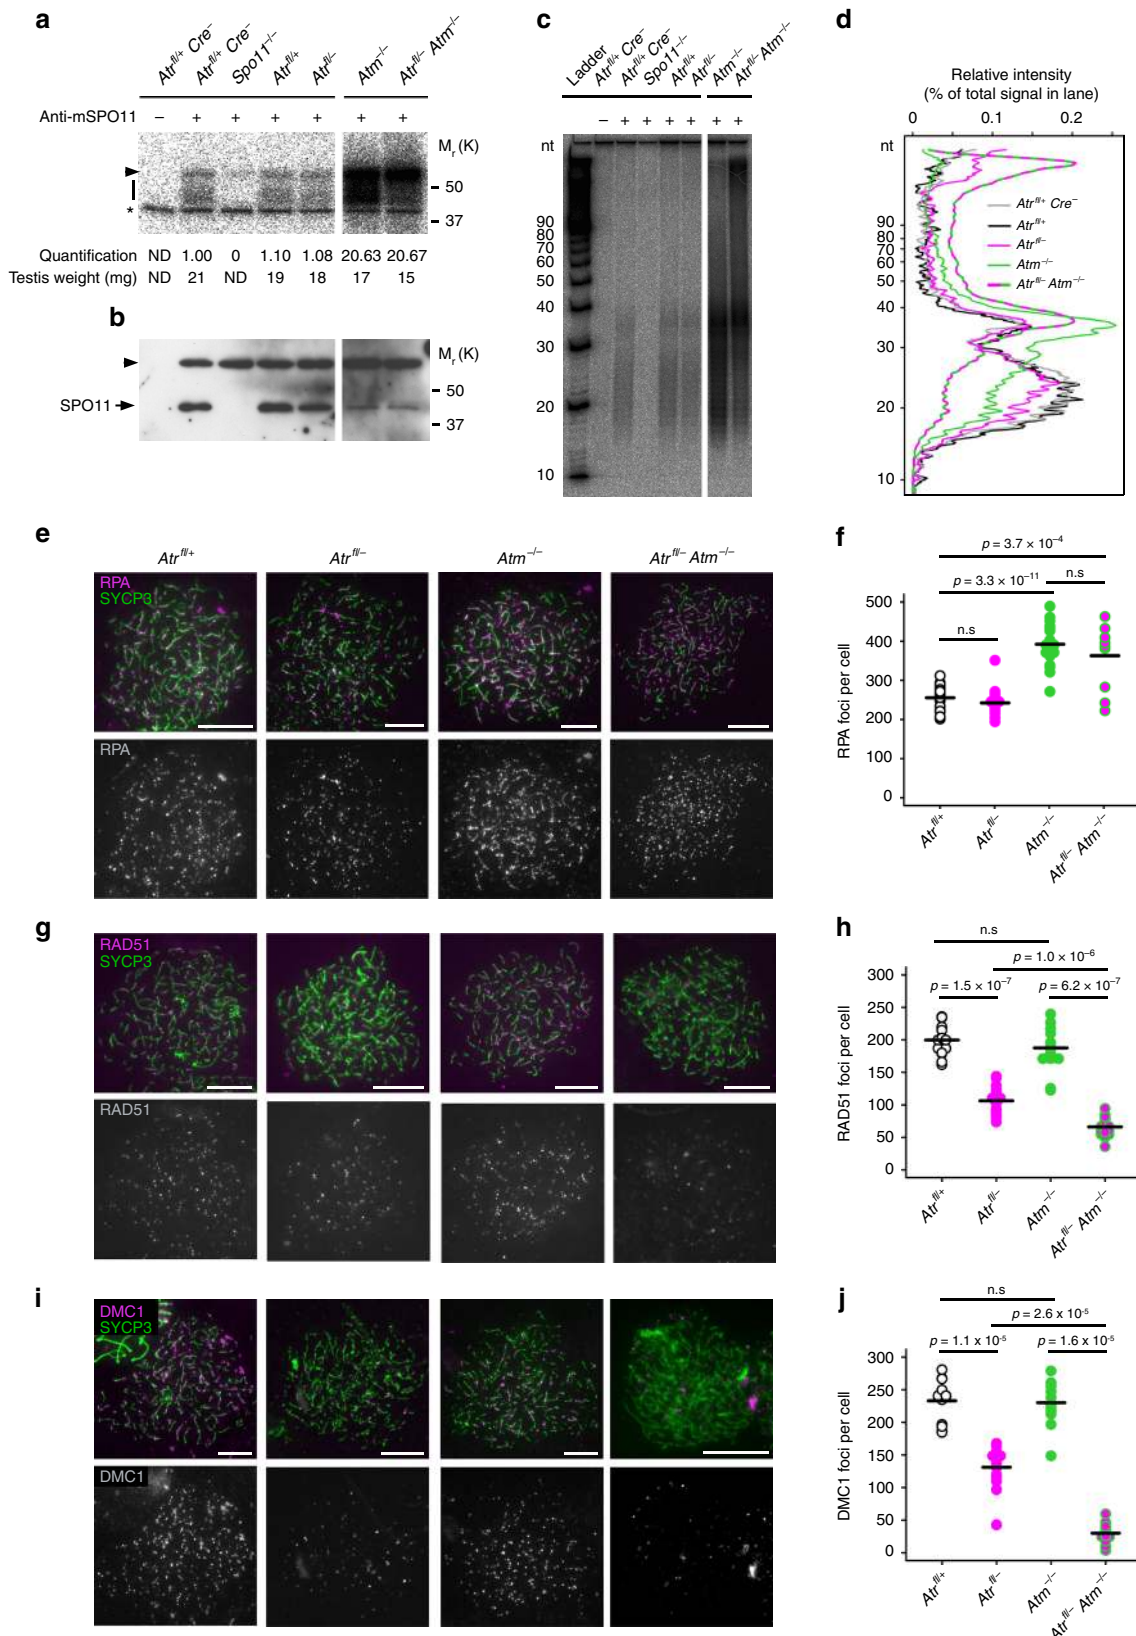 a
Atr^fl/+ Cre^–
Atr^fl/+ Cre^–
Spo11^–/–
Atr^fl/+
Atr^fl/–
Atm^–/–
Atr^fl/– Atm^–/–
Anti-mSPO11 – + + + + + +
M_r (K)
50
*
37
Quantification ND 1.00 0 1.10 1.08 20.63 20.67
Testis weight (mg) ND 21 ND 19 18 17 15
b
M_r (K)
50
SPO11
37
c
Ladder
Atr^fl/+ Cre^–
Atr^fl/+ Cre^–
Spo11^–/–
Atr^fl/+
Atr^fl/–
Atm^–/–
Atr^fl/– Atm^–/–
– + + + + + +
nt
90
80
70
60
50
40
30
20
10
d
Relative intensity
(% of total signal in lane)
0 0.1 0.2
nt
90
80
70
60
50
40
30
20
10
0
Atr^fl/+ Cre^–
Atr^fl/+
Atr^fl/–
Atm^–/–
Atr^fl/– Atm^–/–
e
Atr^fl/+ Atr^fl/– Atm^–/– Atr^fl/– Atm^–/–
RPA
SYCP3
RPA
f
p = 3.7 × 10^–4
p = 3.3 × 10^–11
n.s
n.s
RPA foci per cell
500
400
300
200
100
0
Atr^fl/+
Atr^fl/–
Atm^–/–
Atr^fl/– Atm^–/–
g
RAD51
SYCP3
RAD51
h
n.s
p = 1.0 × 10^–6
p = 1.5 × 10^–7
p = 6.2 × 10^–7
RAD51 foci per cell
300
250
200
150
100
50
0
Atr^fl/+
Atr^fl/–
Atm^–/–
Atr^fl/– Atm^–/–
i
DMC1
SYCP3
DMC1
j
n.s
p = 2.6 x 10^-5
p = 1.1 x 10^-5
p = 1.6 x 10^-5
DMC1 foci per cell
300
250
200
150
100
50
0
Atr^fl/+
Atr^fl/–
Atm^–/–
Atr^fl/– Atm^–/–